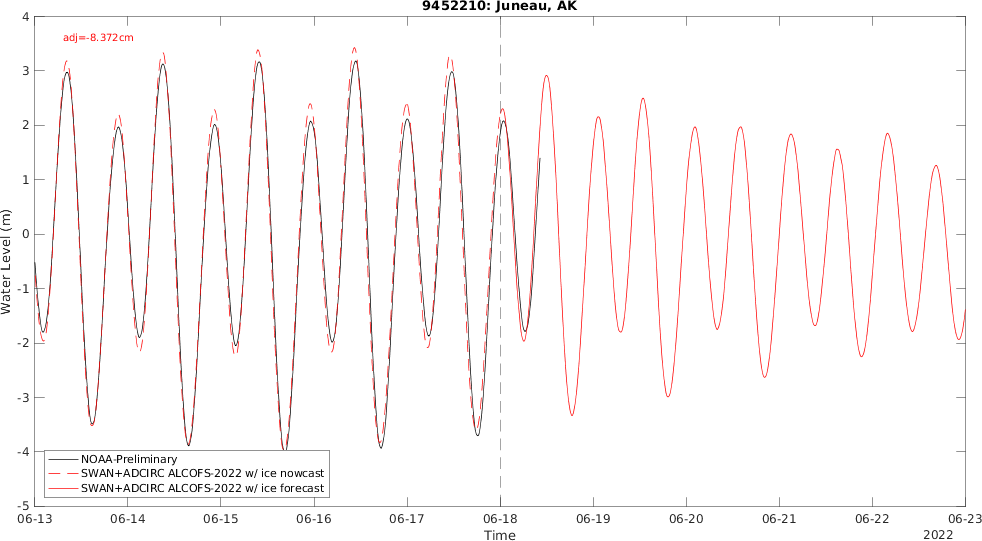 9452210: Juneau, AK
adj=-8.372cm
4
3
2
1
0
-1
-2
-3
-4
-5
Water Level (m)
NOAA-Preliminary
SWAN+ADCIRC ALCOFS-2022 w/ ice nowcast
SWAN+ADCIRC ALCOFS-2022 w/ ice forecast
06-13 06-14 06-15 06-16 06-17 06-18 06-19 06-20 06-21 06-22 06-23
Time
2022